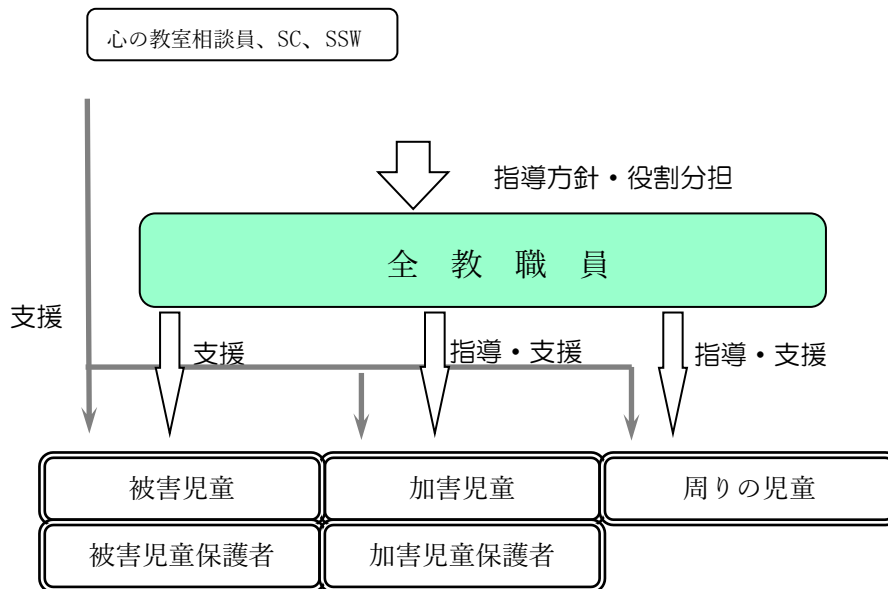 心の教室相談員、SC、SSW
指導方針・役割分担
全教職員
支援
支援
指導・支援
指導・支援
被害児童
加害児童
周りの児童
被害児童保護者
加害児童保護者